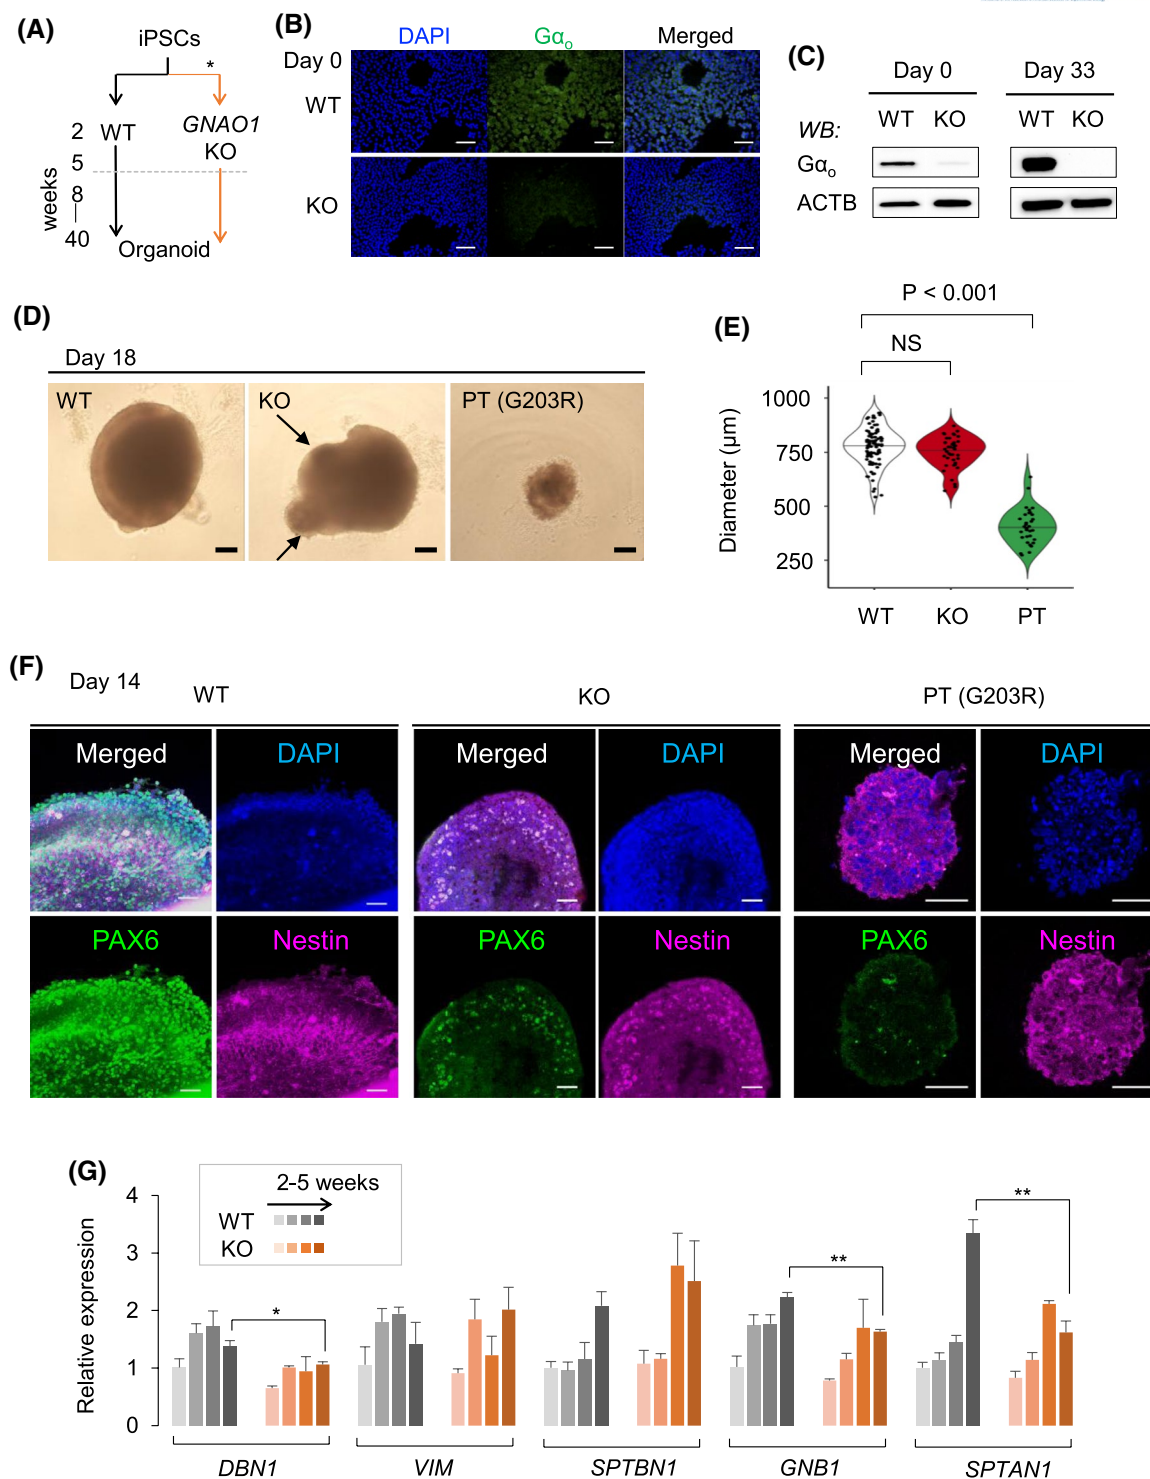 (A)
iPSCs
*
WT
GNAO1
KO
2
5
8
40
weeks
Organoid
(B)
DAPI
Gαo
Merged
Day 0
WT
KO
(C)
Day 0
Day 33
WB:
WT
KO
WT
KO
Gαo
ACTB
(D)
Day 18
WT
KO
PT (G203R)
(E)
P < 0.001
NS
Diameter (μm)
1000
750
500
250
WT
KO
PT
(F)
Day 14
WT
KO
PT (G203R)
Merged
DAPI
Merged
DAPI
Merged
DAPI
PAX6
Nestin
PAX6
Nestin
PAX6
Nestin
(G)
2–5 weeks
WT
KO
Relative expression
4
3
2
1
0
*
**
**
DBN1
VIM
SPTBN1
GNB1
SPTAN1